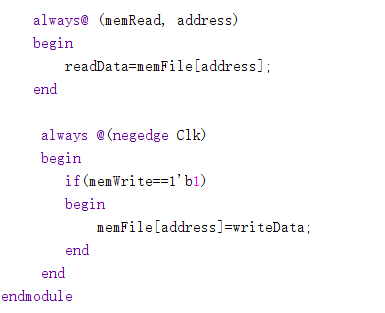 always@ (memRead, address)
begin
readData=memFile[address];
end
always @(negedge Clk)
begin
if(memWrite==1'b1)
begin
memFile[address]=writeData;
end
end
endmodule